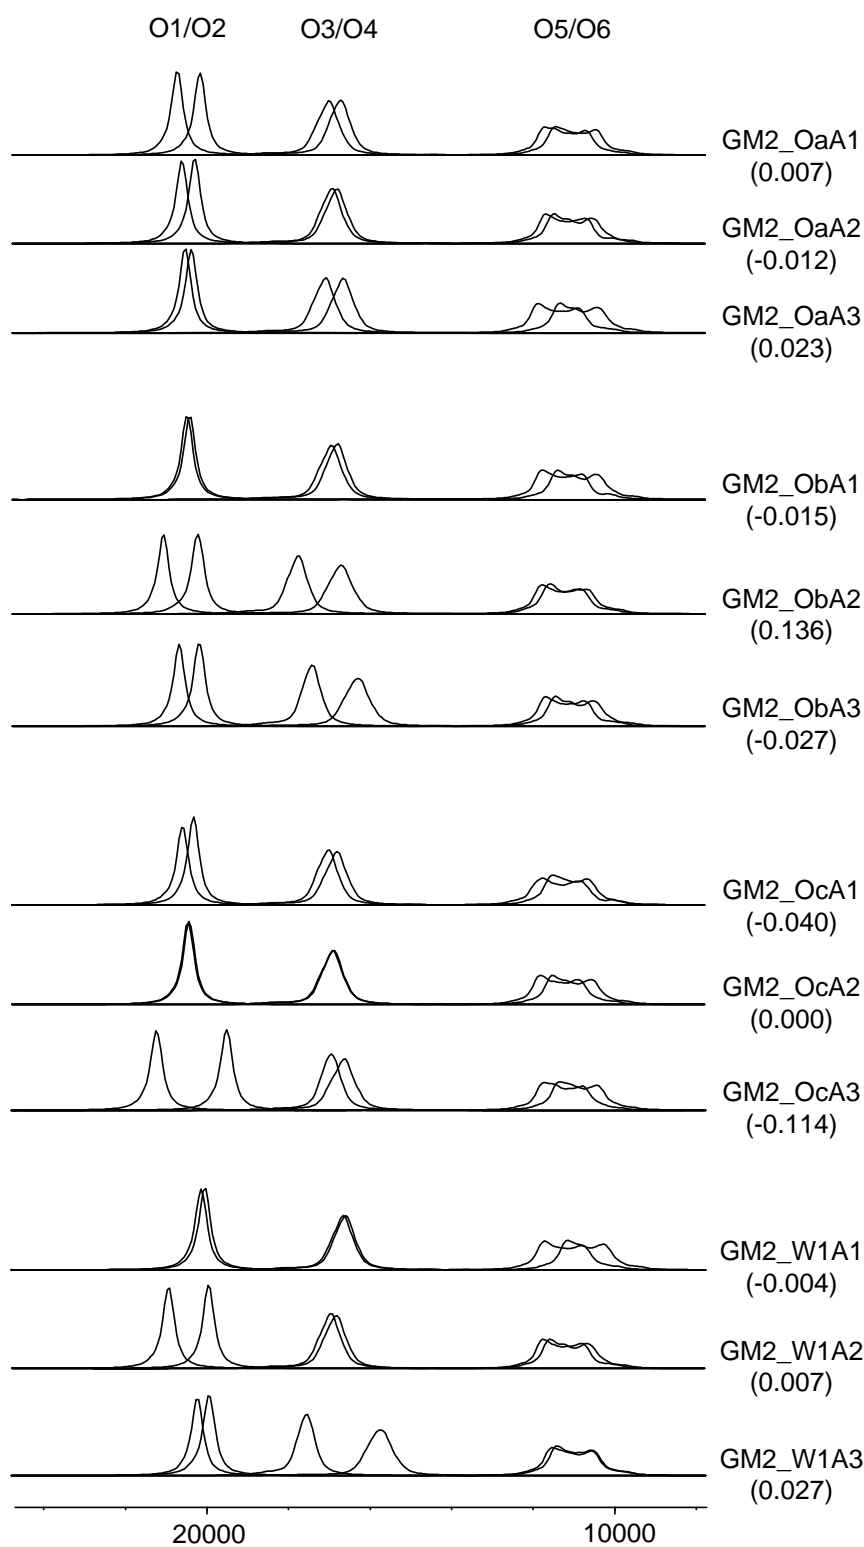 O1/O2 O3/O4 O5/O6
GM2_OaA1
(0.007)
GM2_OaA2
(-0.012)
GM2_OaA3
(0.023)
GM2_ObA1
(-0.015)
GM2_ObA2
(0.136)
GM2_ObA3
(-0.027)
GM2_OcA1
(-0.040)
GM2_OcA2
(0.000)
GM2_OcA3
(-0.114)
GM2_W1A1
(-0.004)
GM2_W1A2
(0.007)
GM2_W1A3
(0.027)
20000 10000